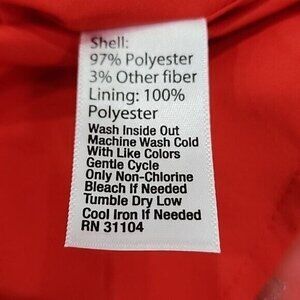 Shell:
97% Polyester
3% Other fiber
Lining: 100%
Polyester
Wash Inside Out
Machine Wash Cold
With Like Colors
Gentle Cycle
Only Non-Chlorine
Bleach If Needed
Tumble Dry Low
Cool Iron If Needed
RN 31104